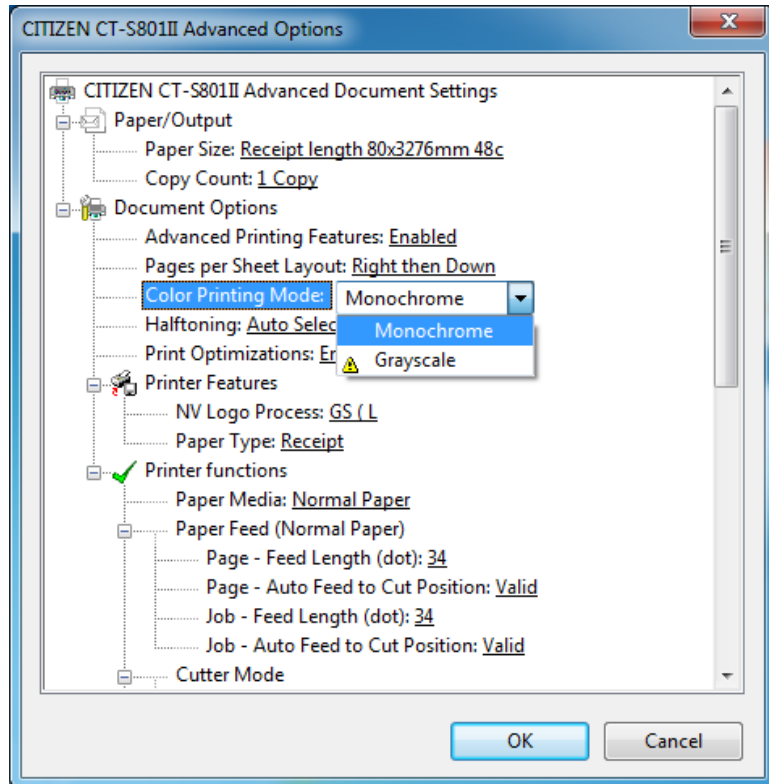 CITIZEN CT-S801II Advanced Options
CITIZEN CT-S801II Advanced Document Settings
Paper/Output
Paper Size: Receipt length 80x3276mm 48c
Copy Count: 1 Copy
Document Options
Advanced Printing Features: Enabled
Pages per Sheet Layout: Right then Down
Color Printing Mode: Monochrome
Halftoning: Auto Selec
Monochrome
Print Optimizations: Er
Grayscale
Printer Features
NV Logo Process: GS ( L
Paper Type: Receipt
Printer functions
Paper Media: Normal Paper
Paper Feed (Normal Paper)
Page - Feed Length (dot): 34
Page - Auto Feed to Cut Position: Valid
Job - Feed Length (dot): 34
Job - Auto Feed to Cut Position: Valid
Cutter Mode
OK
Cancel